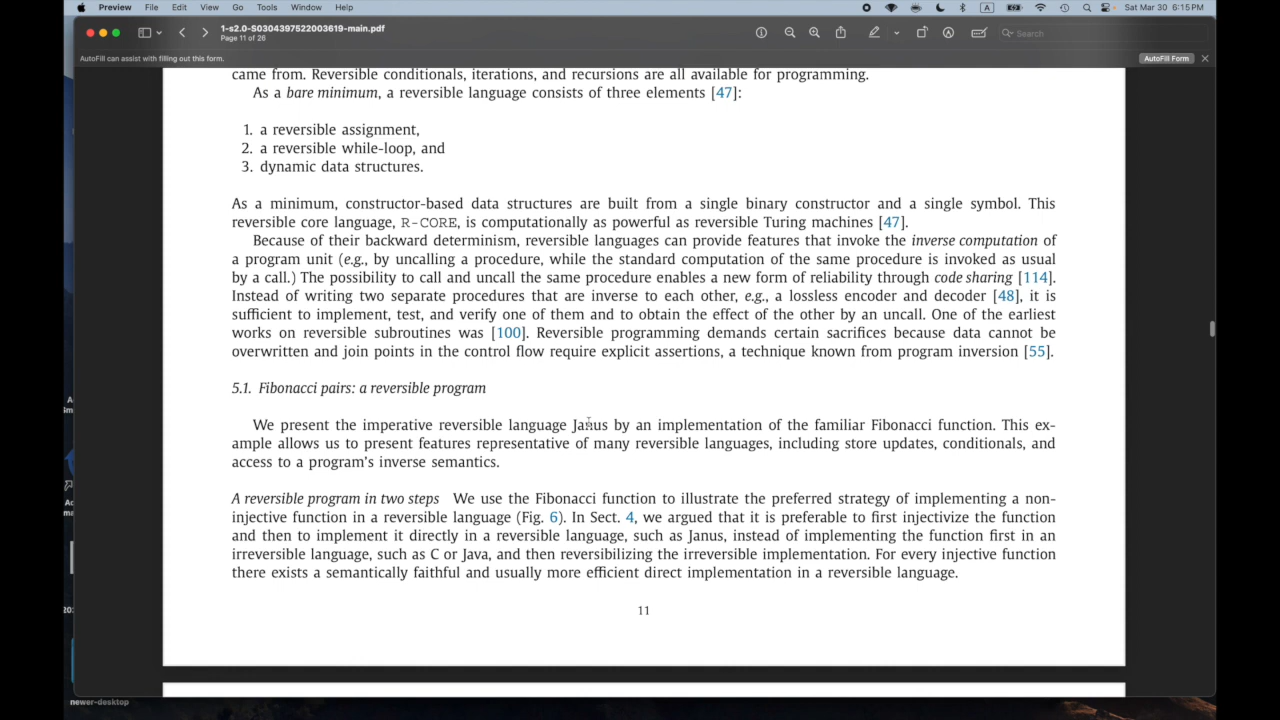 Preview File Edit View Go Tools Window Help A Sat Mar 30 6:15 PM
1-s2.0-S0304397522003619-main.pdf
Page 11 of 26
Search
AutoFill can assist with filling out this form.
AutoFill Form
came from. Reversible conditionals, iterations, and recursions are all available for programming.
As a bare minimum, a reversible language consists of three elements [47]:
1. a reversible assignment,
2. a reversible while-loop, and
3. dynamic data structures.
As a minimum, constructor-based data structures are built from a single binary constructor and a single symbol. This
reversible core language, R-CORE, is computationally as powerful as reversible Turing machines [47].
Because of their backward determinism, reversible languages can provide features that invoke the inverse computation of
a program unit (e.g., by uncalling a procedure, while the standard computation of the same procedure is invoked as usual
by a call.) The possibility to call and uncall the same procedure enables a new form of reliability through code sharing [114].
Instead of writing two separate procedures that are inverse to each other, e.g., a lossless encoder and decoder [48], it is
sufficient to implement, test, and verify one of them and to obtain the effect of the other by an uncall. One of the earliest
works on reversible subroutines was [100]. Reversible programming demands certain sacrifices because data cannot be
overwritten and join points in the control flow require explicit assertions, a technique known from program inversion [55].
5.1. Fibonacci pairs: a reversible program
We present the imperative reversible language Janus by an implementation of the familiar Fibonacci function. This ex-
ample allows us to present features representative of many reversible languages, including store updates, conditionals, and
access to a program's inverse semantics.
A reversible program in two steps We use the Fibonacci function to illustrate the preferred strategy of implementing a non-
injective function in a reversible language (Fig. 6). In Sect. 4, we argued that it is preferable to first injectivize the function
and then to implement it directly in a reversible language, such as Janus, instead of implementing the function first in an
irreversible language, such as C or Java, and then reversibilizing the irreversible implementation. For every injective function
there exists a semantically faithful and usually more efficient direct implementation in a reversible language.
11
newer-desktop